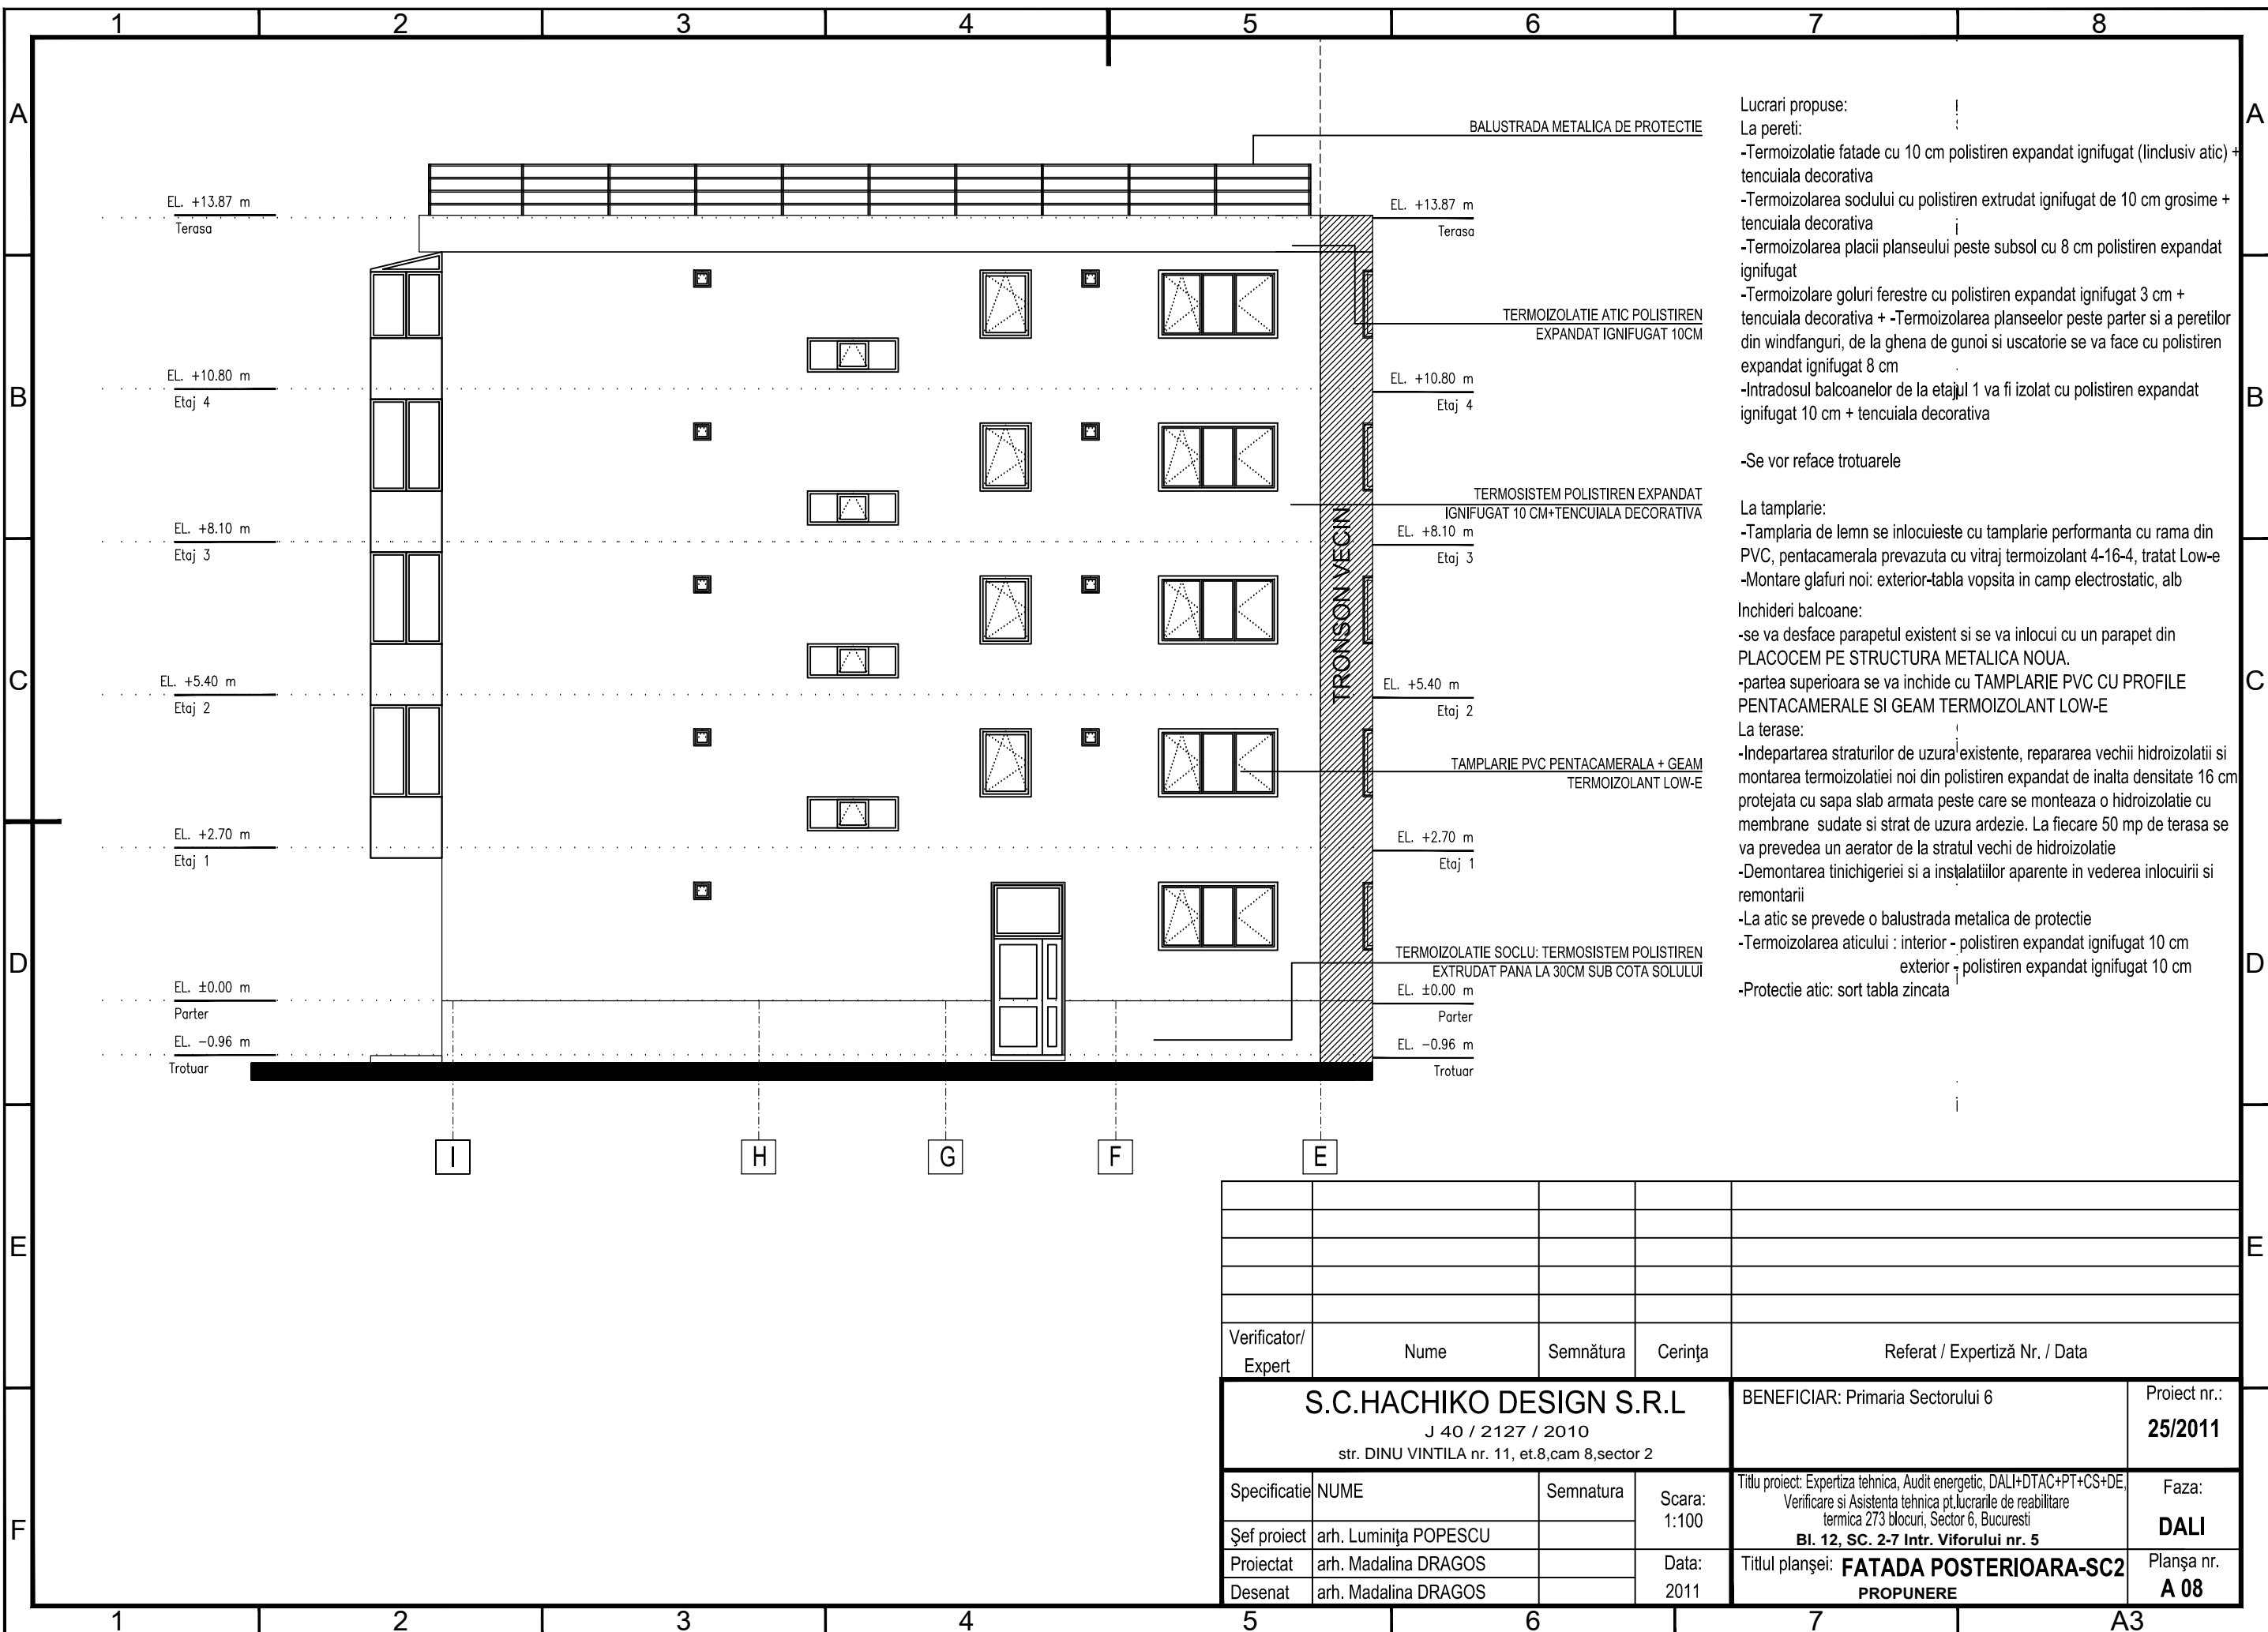 1 2 3 4 5 6 7 8
A A
B B
C C
D D
E E
F
1 2 3 4 5 6 7 A3
EL. +13.87 m
Terasa
EL. +10.80 m
Etaj 4
EL. +8.10 m
Etaj 3
EL. +5.40 m
Etaj 2
EL. +2.70 m
Etaj 1
EL. ±0.00 m
Parter
EL. −0.96 m
Trotuar
I H G F E
TRONSON VECIN
BALUSTRADA METALICA DE PROTECTIE
EL. +13.87 m
Terasa
TERMOIZOLATIE ATIC POLISTIREN
EXPANDAT IGNIFUGAT 10CM
EL. +10.80 m
Etaj 4
TERMOSISTEM POLISTIREN EXPANDAT
IGNIFUGAT 10 CM+TENCUIALA DECORATIVA
EL. +8.10 m
Etaj 3
EL. +5.40 m
Etaj 2
TAMPLARIE PVC PENTACAMERALA + GEAM
TERMOIZOLANT LOW-E
EL. +2.70 m
Etaj 1
TERMOIZOLATIE SOCLU: TERMOSISTEM POLISTIREN
EXTRUDAT PANA LA 30CM SUB COTA SOLULUI
EL. ±0.00 m
Parter
EL. −0.96 m
Trotuar
Lucrari propuse:
La pereti:
-Termoizolatie fatade cu 10 cm polistiren expandat ignifugat (Iinclusiv atic) +
tencuiala decorativa
-Termoizolarea soclului cu polistiren extrudat ignifugat de 10 cm grosime +
tencuiala decorativa
-Termoizolarea placii planseului peste subsol cu 8 cm polistiren expandat
ignifugat
-Termoizolare goluri ferestre cu polistiren expandat ignifugat 3 cm +
tencuiala decorativa + -Termoizolarea planseelor peste parter si a peretilor
din windfanguri, de la ghena de gunoi si uscatorie se va face cu polistiren
expandat ignifugat 8 cm
-Intradosul balcoanelor de la etajul 1 va fi izolat cu polistiren expandat
ignifugat 10 cm + tencuiala decorativa
-Se vor reface trotuarele
La tamplarie:
-Tamplaria de lemn se inlocuieste cu tamplarie performanta cu rama din
PVC, pentacamerala prevazuta cu vitraj termoizolant 4-16-4, tratat Low-e
-Montare glafuri noi: exterior-tabla vopsita in camp electrostatic, alb
Inchideri balcoane:
-se va desface parapetul existent si se va inlocui cu un parapet din
PLACOCEM PE STRUCTURA METALICA NOUA.
-partea superioara se va inchide cu TAMPLARIE PVC CU PROFILE
PENTACAMERALE SI GEAM TERMOIZOLANT LOW-E
La terase:
-Indepartarea straturilor de uzura existente, repararea vechii hidroizolatii si
montarea termoizolatiei noi din polistiren expandat de inalta densitate 16 cm
protejata cu sapa slab armata peste care se monteaza o hidroizolatie cu
membrane sudate si strat de uzura ardezie. La fiecare 50 mp de terasa se
va prevedea un aerator de la stratul vechi de hidroizolatie
-Demontarea tinichigeriei si a instalatiilor aparente in vederea inlocuirii si
remontarii
-La atic se prevede o balustrada metalica de protectie
-Termoizolarea aticului : interior - polistiren expandat ignifugat 10 cm
exterior - polistiren expandat ignifugat 10 cm
-Protectie atic: sort tabla zincata
Verificator/
Expert
Nume Semnătura Cerinţa Referat / Expertiză Nr. / Data
S.C.HACHIKO DESIGN S.R.L
J 40 / 2127 / 2010
str. DINU VINTILA nr. 11, et.8,cam 8,sector 2
BENEFICIAR: Primaria Sectorului 6
Proiect nr.:
25/2011
Specificatie NUME Semnatura
Şef proiect arh. Luminiţa POPESCU
Proiectat arh. Madalina DRAGOS
Desenat arh. Madalina DRAGOS
Scara:
1:100
Data:
2011
Titlu proiect: Expertiza tehnica, Audit energetic, DALI+DTAC+PT+CS+DE,
Verificare si Asistenta tehnica pt.lucrarile de reabilitare
termica 273 blocuri, Sector 6, Bucuresti
Bl. 12, SC. 2-7 Intr. Viforului nr. 5
Faza:
DALI
Titlul planşei: FATADA POSTERIOARA-SC2
PROPUNERE
Planşa nr.
A 08